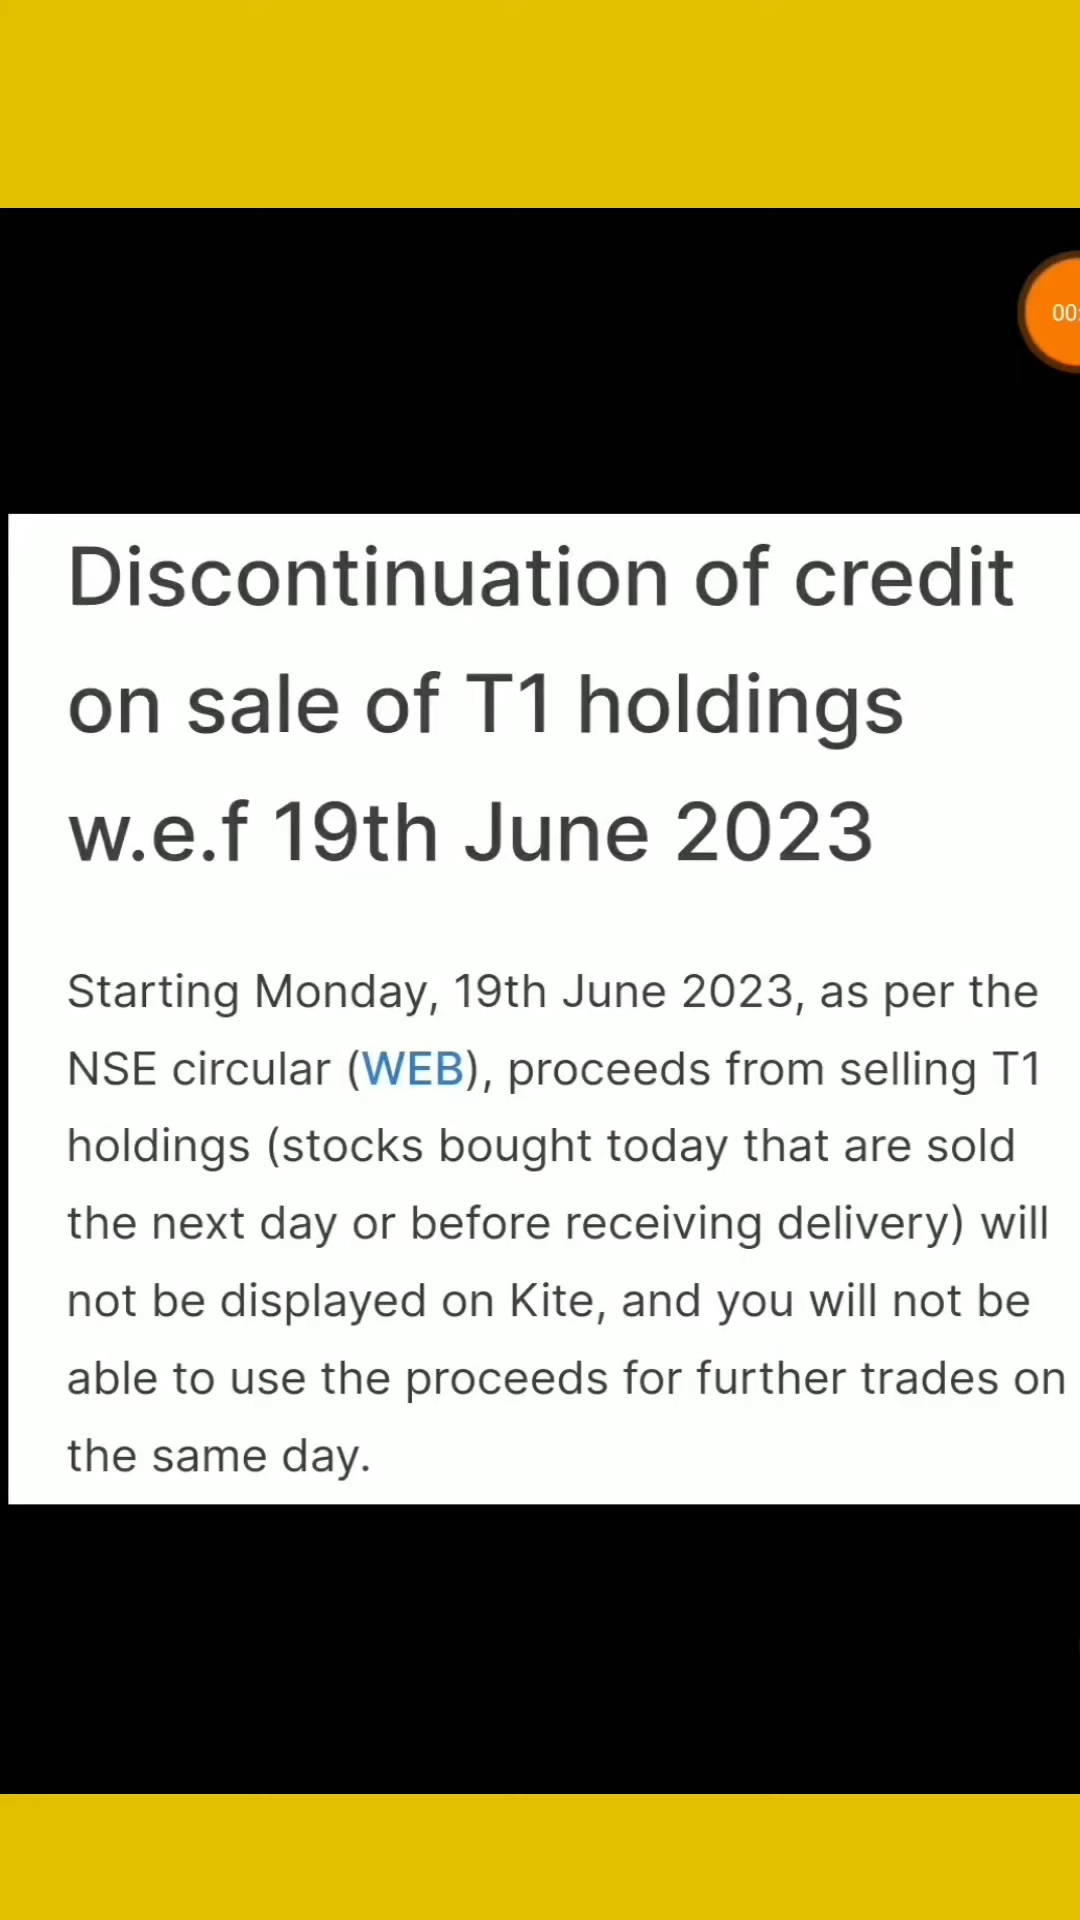 00:
Discontinuation of credit
on sale of T1 holdings
w.e.f 19th June 2023
Starting Monday, 19th June 2023, as per the
NSE circular (WEB), proceeds from selling T1
holdings (stocks bought today that are sold
the next day or before receiving delivery) will
not be displayed on Kite, and you will not be
able to use the proceeds for further trades on
the same day.